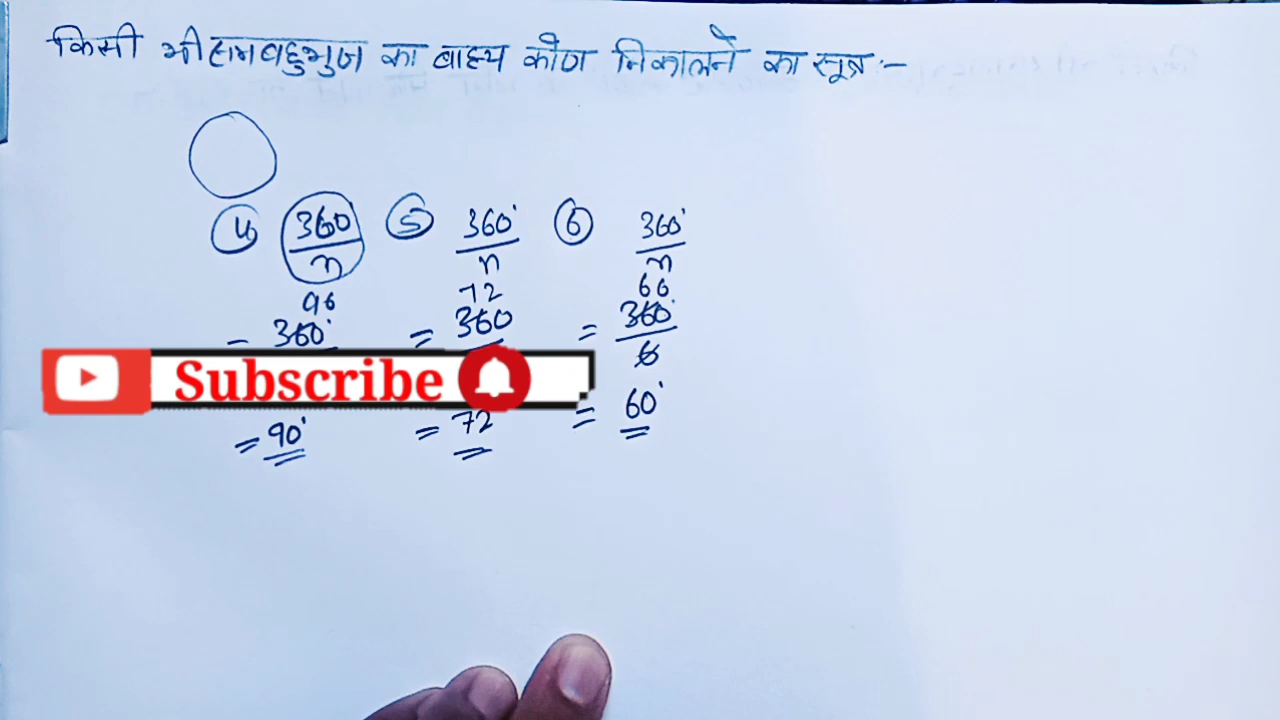 किसी भी समबहुभुज का बाह्य कोण निकालने का सूत्र :-
4 360/n 5 360°/n 6 360°/n
90 72 60
= 360° = 360 = 360°/6
Subscribe
= 90° = 72 = 60°